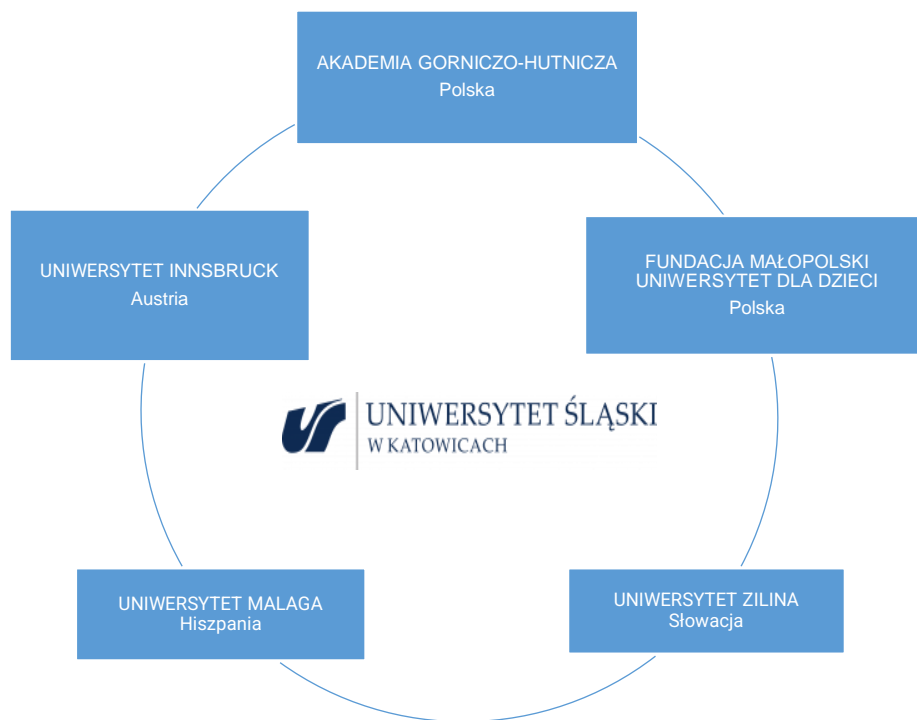 AKADEMIA GORNICZO-HUTNICZA
Polska
UNIWERSYTET INNSBRUCK
Austria
FUNDACJA MAŁOPOLSKI
UNIWERSYTET DLA DZIECI
Polska
UNIWERSYTET ŚLĄSKI
W KATOWICACH
UNIWERSYTET MALAGA
Hiszpania
UNIWERSYTET ZILINA
Słowacja